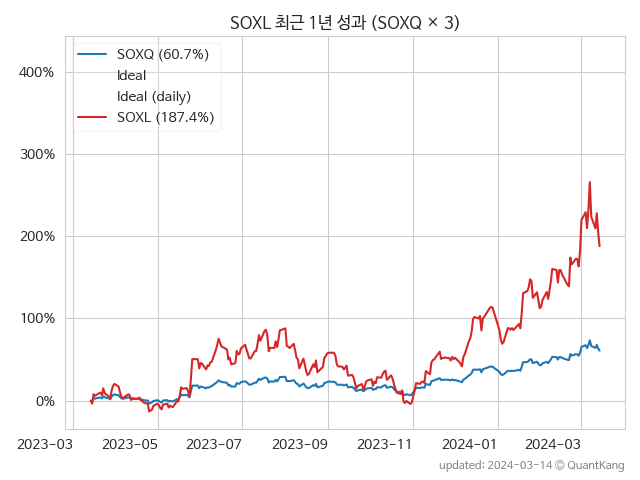 SOXL 최근 1년 성과 (SOXQ × 3)
SOXQ (60.7%)
Ideal
Ideal (daily)
SOXL (187.4%)
400%
300%
200%
100%
0%
2023-03 2023-05 2023-07 2023-09 2023-11 2024-01 2024-03
updated: 2024-03-14 © QuantKang